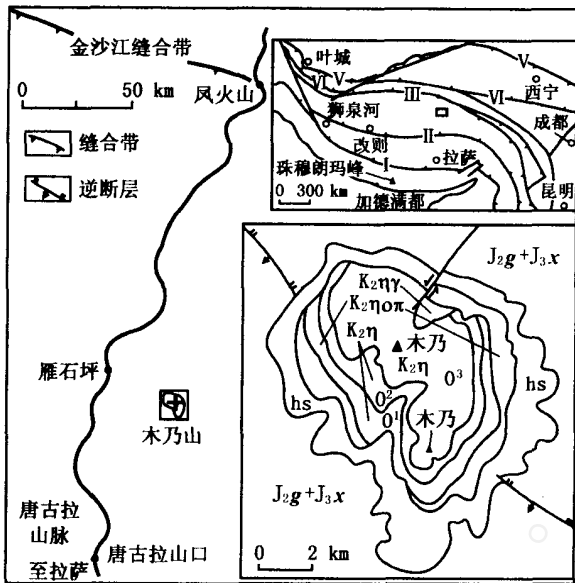 金沙江缝合带
0 50 km
风火山
缝合带
逆断层
雁石坪
木乃山
唐古拉
山脉
至拉萨
唐古拉山口
叶城
V
VI
V
III
VI
西宁
狮泉河
成都
II
改则
I
拉萨
珠穆朗玛峰
0 300 km
加德满都
昆明
J₂g+J₃x
K₂ηγ
K₂ηοπ
K₂η
木乃
K₂η
O³
hs
hs
O²
O¹
木乃
J₂g+J₃x
0 2 km